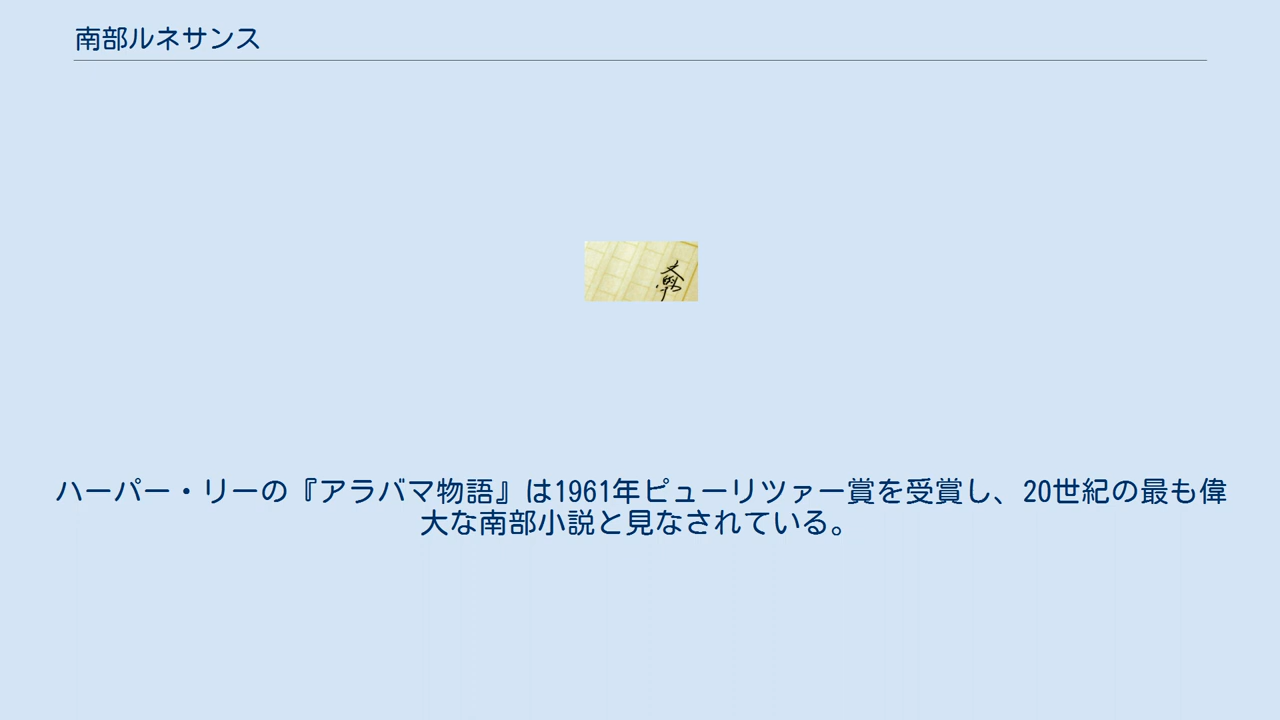 南部ルネサンス
ハーパー・リーの『アラバマ物語』は1961年ピューリツァー賞を受賞し、20世紀の最も偉
大な南部小説と見なされている。